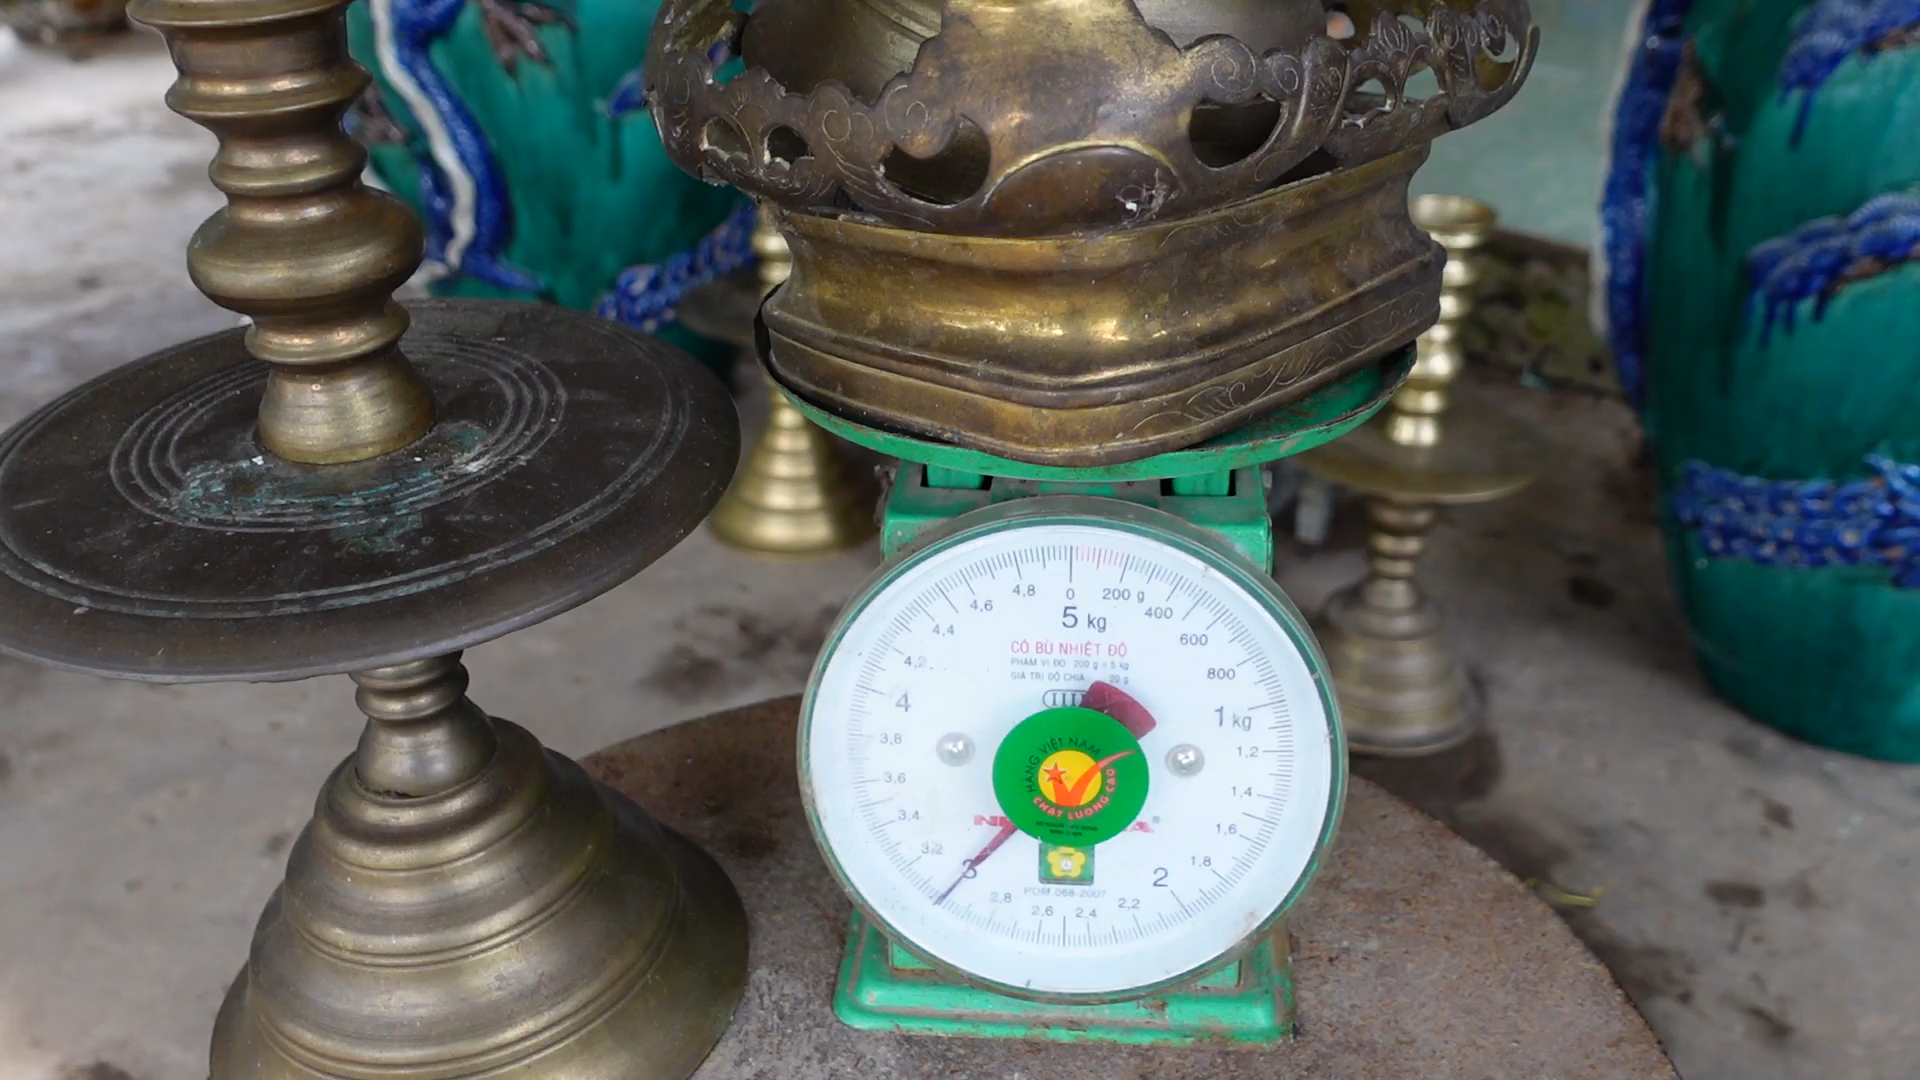 0
200 g
400
600
800
1 kg
1,2
1,4
1,6
1,8
2
2,2
2,4
2,6
2,8
3
3,2
3,4
3,6
3,8
4
4,2
4,4
4,6
4,8
5 kg
CÓ BÙ NHIỆT ĐỘ
PHẠM VI ĐO 200 g ÷ 5 kg
GIÁ TRỊ ĐỘ CHIA 20 g
HÀNG VIỆT NAM
CHẤT LƯỢNG CAO
PDM 068-2007